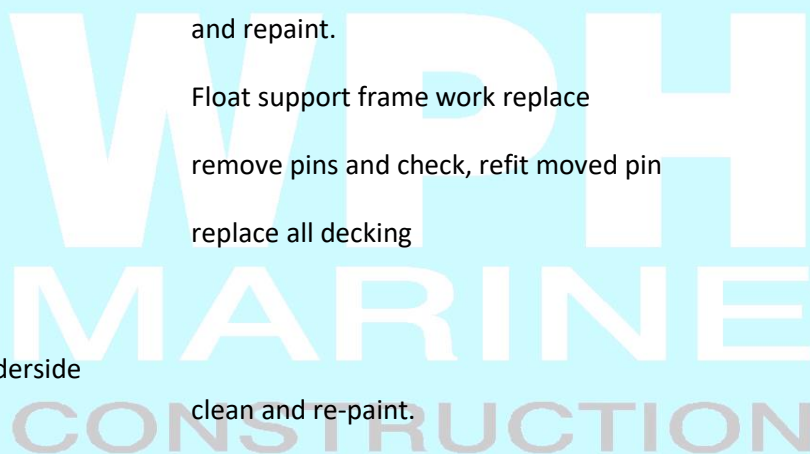 and repaint.
Float support frame work replace
remove pins and check, refit moved pin
replace all decking
derside
clean and re-paint.
WPH
MARINE
CONSTRUCTION